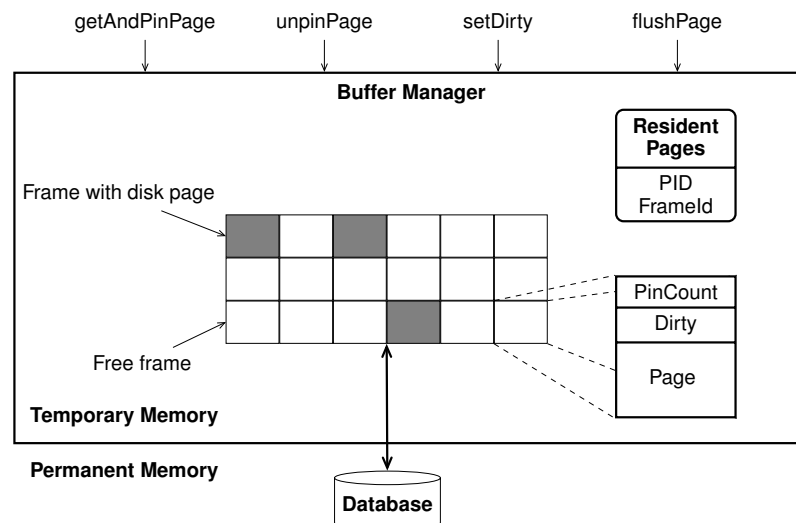 getAndPinPage
unpinPage
setDirty
flushPage
Buffer Manager
Resident
Pages
PID
FrameId
Frame with disk page
PinCount
Dirty
Page
Free frame
Temporary Memory
Permanent Memory
Database